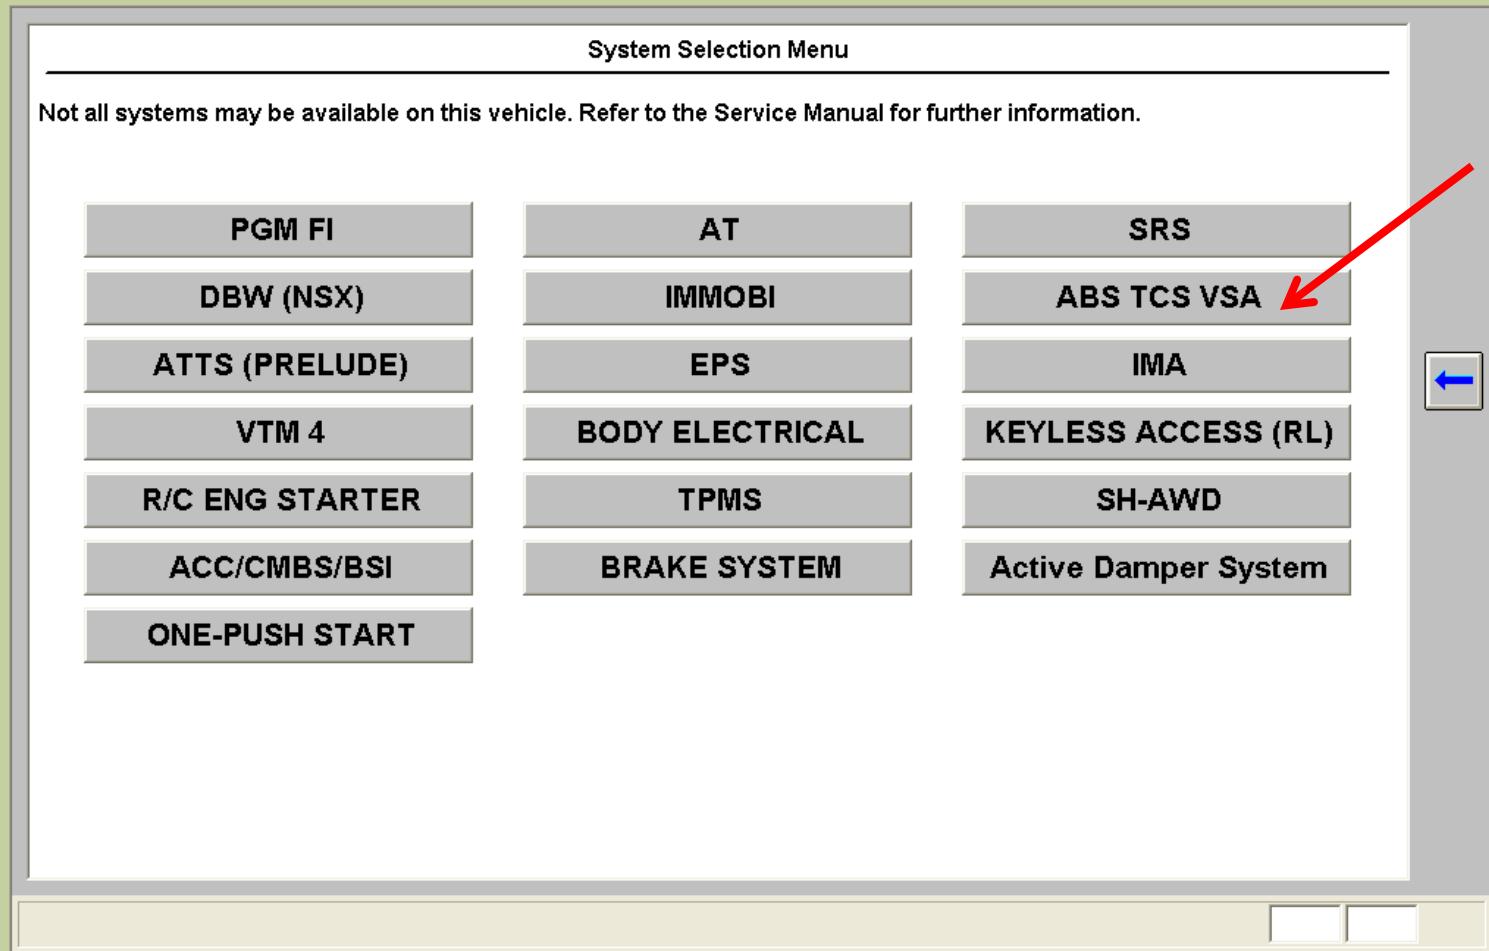 System Selection Menu
Not all systems may be available on this vehicle. Refer to the Service Manual for further information.
PGM FI
AT
SRS
DBW (NSX)
IMMOBI
ABS TCS VSA
ATTS (PRELUDE)
EPS
IMA
VTM 4
BODY ELECTRICAL
KEYLESS ACCESS (RL)
R/C ENG STARTER
TPMS
SH-AWD
ACC/CMBS/BSI
BRAKE SYSTEM
Active Damper System
ONE-PUSH START